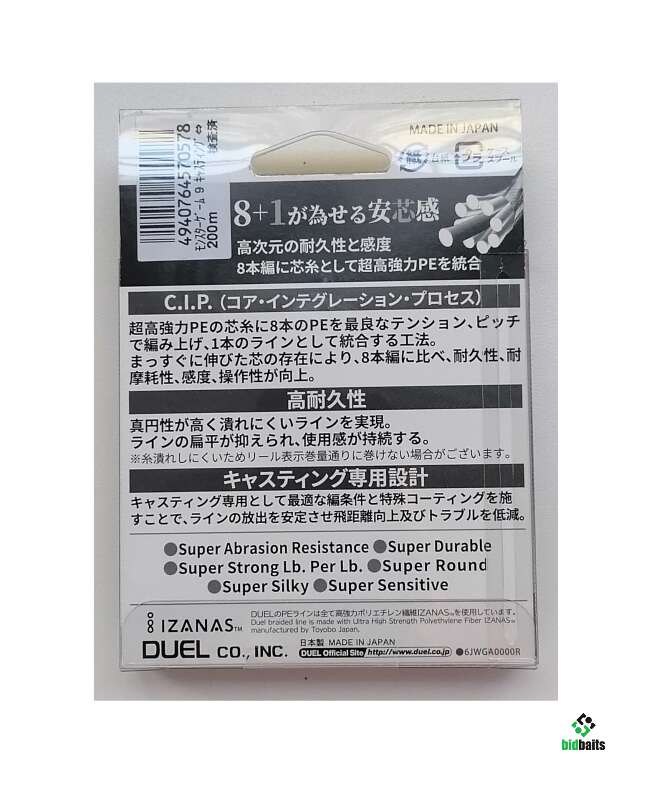 MADE IN JAPAN
4940764570578
モンスターゲーム 9 キャスティング⇔
200m
検査済
紙 台紙
プラ
8+1が為せる安芯感
高次元の耐久性と感度
8本編に芯糸として超高強力PEを統合
C.I.P.（コア・インテグレーション・プロセス）
超高強力PEの芯糸に8本のPEを最良なテンション、ピッチ
で編み上げ、1本のラインとして統合する工法。
まっすぐに伸びた芯の存在により、8本編に比べ、耐久性、耐
摩耗性、感度、操作性が向上。
高耐久性
真円性が高く潰れにくいラインを実現。
ラインの扁平が抑えられ、使用感が持続する。
※糸潰れしにくいためリール表示巻量通りに巻けない場合がございます。
キャスティング専用設計
キャスティング専用として最適な編条件と特殊コーティングを施
すことで、ラインの放出を安定させ飛距離向上及びトラブルを低減。
●Super Abrasion Resistance ●Super Durable
●Super Strong Lb. Per Lb. ●Super Round
●Super Silky ●Super Sensitive
IZANAS™
DUELのPEラインは全て高強力ポリエチレン繊維IZANAS™を使用しています。
Duel braided line is made with Ultra High Strength Polyethylene Fiber IZANAS™
manufactured by Toyobo Japan.
DUEL CO., INC.
日本製 MADE IN JAPAN
DUEL Official Site http://www.duel.co.jp ●6JWGA0000R
bidbaits